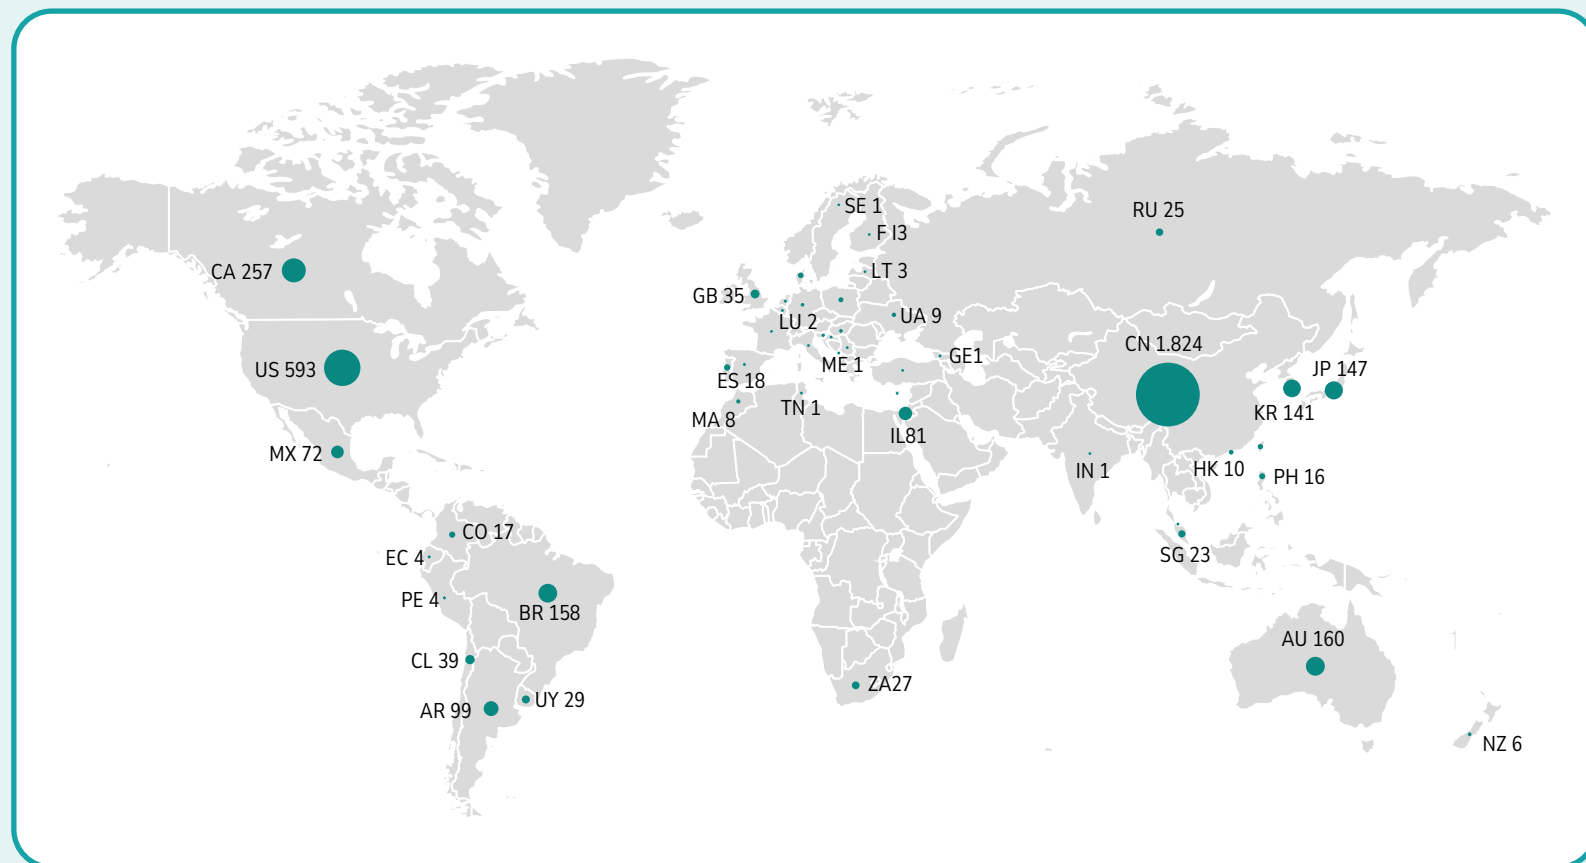 SE 1
RU 25
F I3
CA 257
LT 3
GB 35
UA 9
LU 2
CN 1.824
GE1
ME 1
US 593
JP 147
ES 18
TN 1
KR 141
MA 8
IL81
MX 72
IN 1
HK 10
PH 16
CO 17
EC 4
SG 23
PE 4
BR 158
AU 160
CL 39
ZA27
UY 29
AR 99
NZ 6